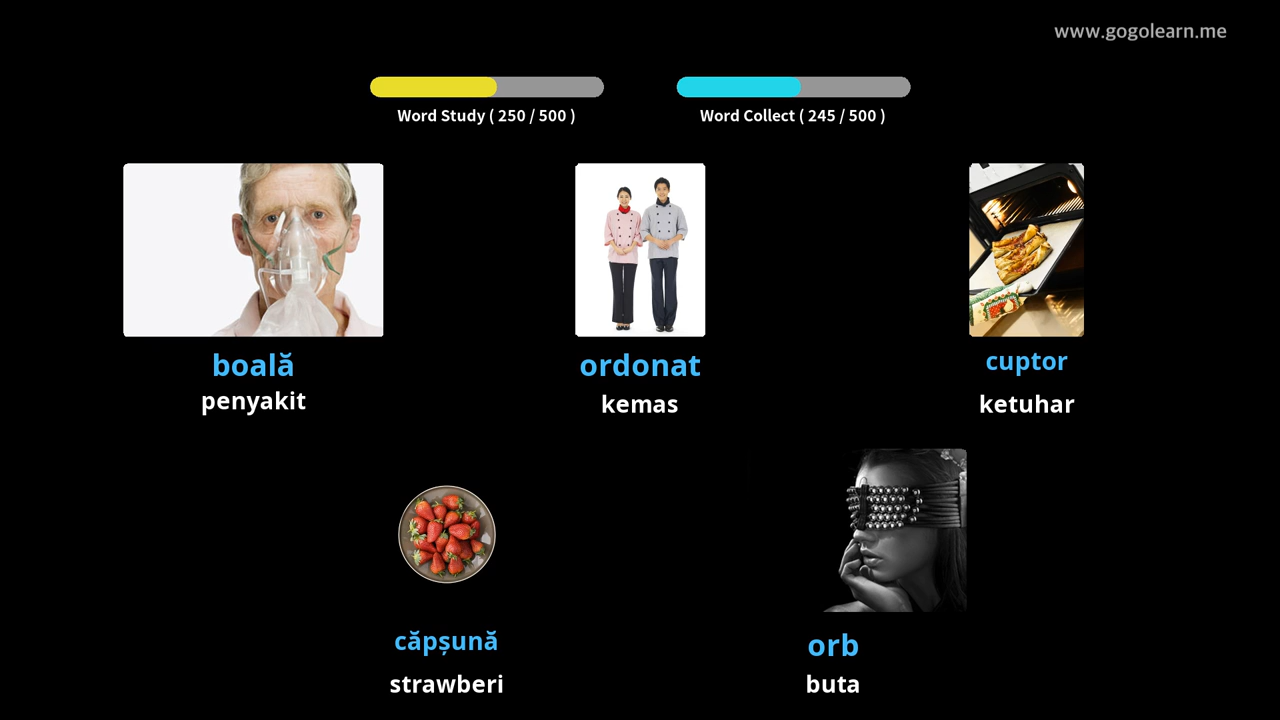 www.gogolearn.me
Word Study ( 250 / 500 )
Word Collect ( 245 / 500 )
boală
penyakit
ordonat
kemas
cuptor
ketuhar
căpșună
strawberi
orb
buta